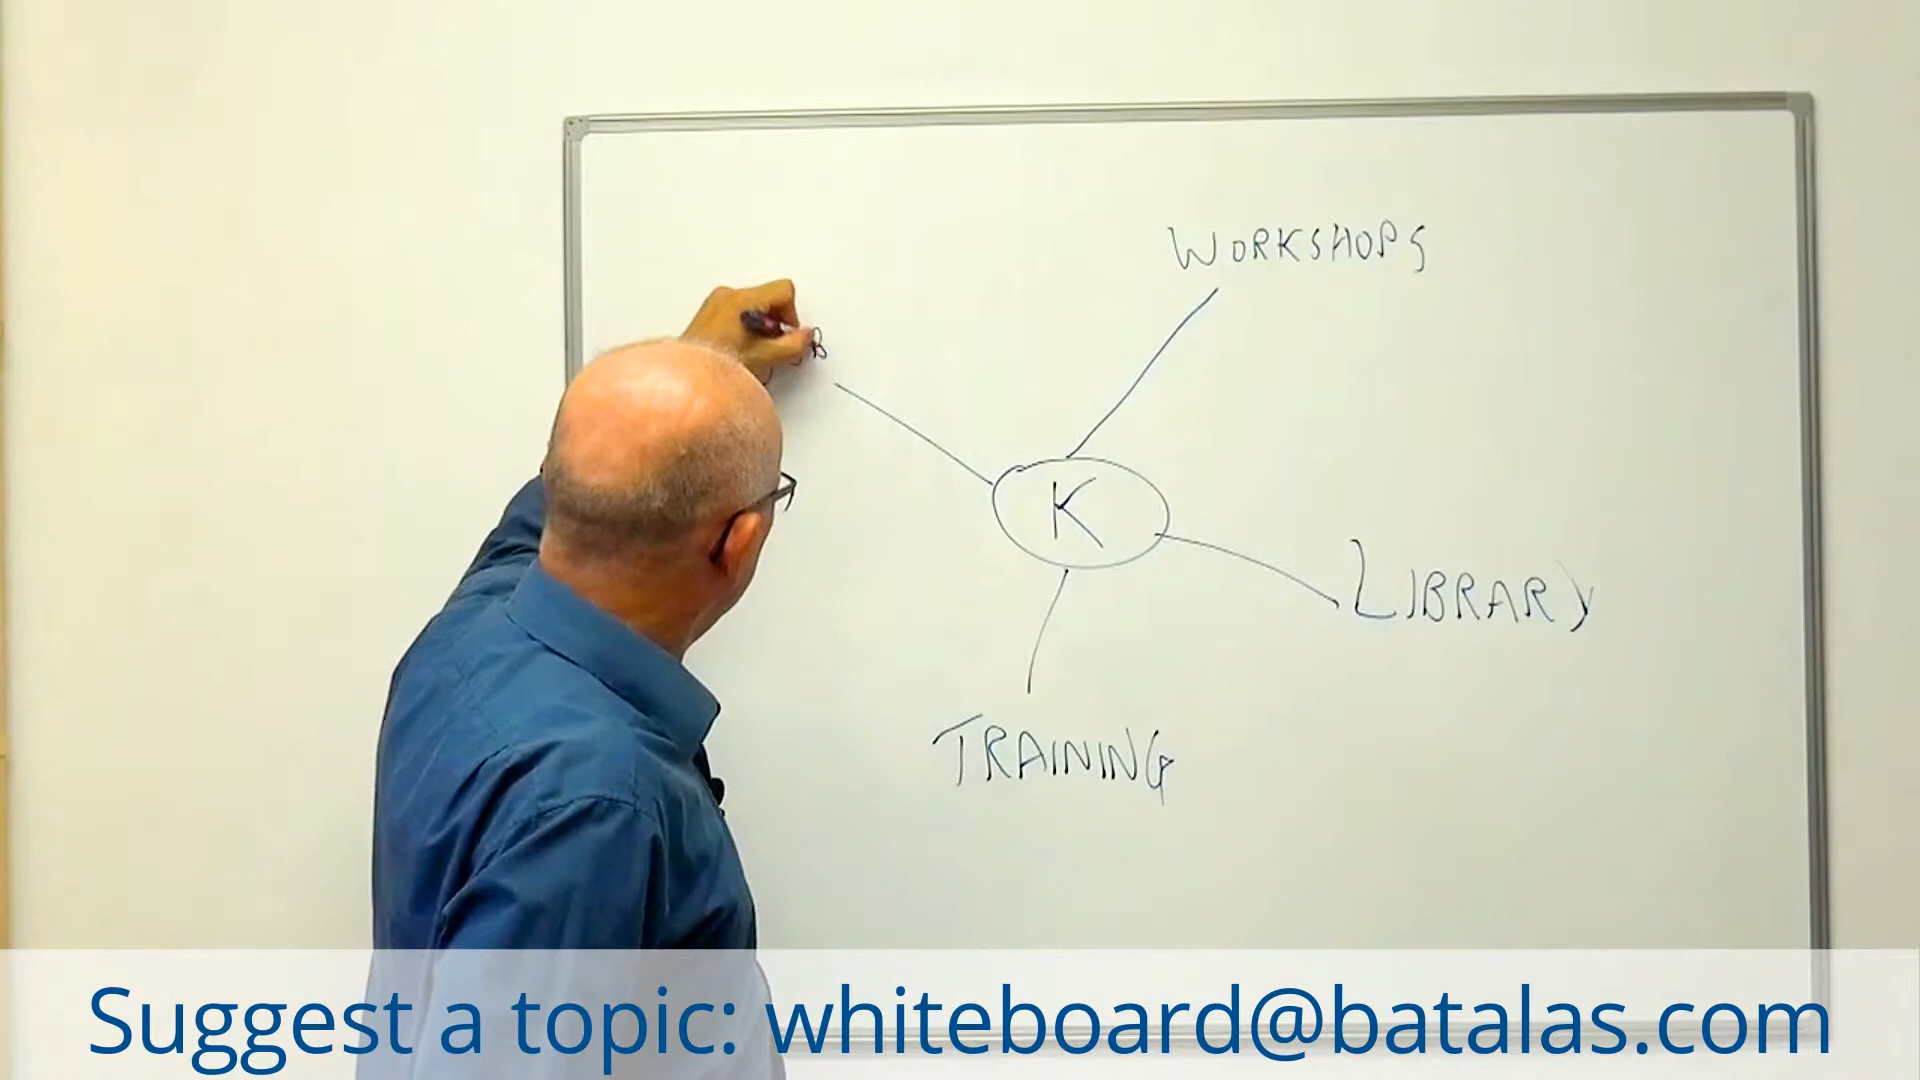 WORKSHOPS
K
LIBRARY
TRAINING
Suggest a topic: whiteboard@batalas.com